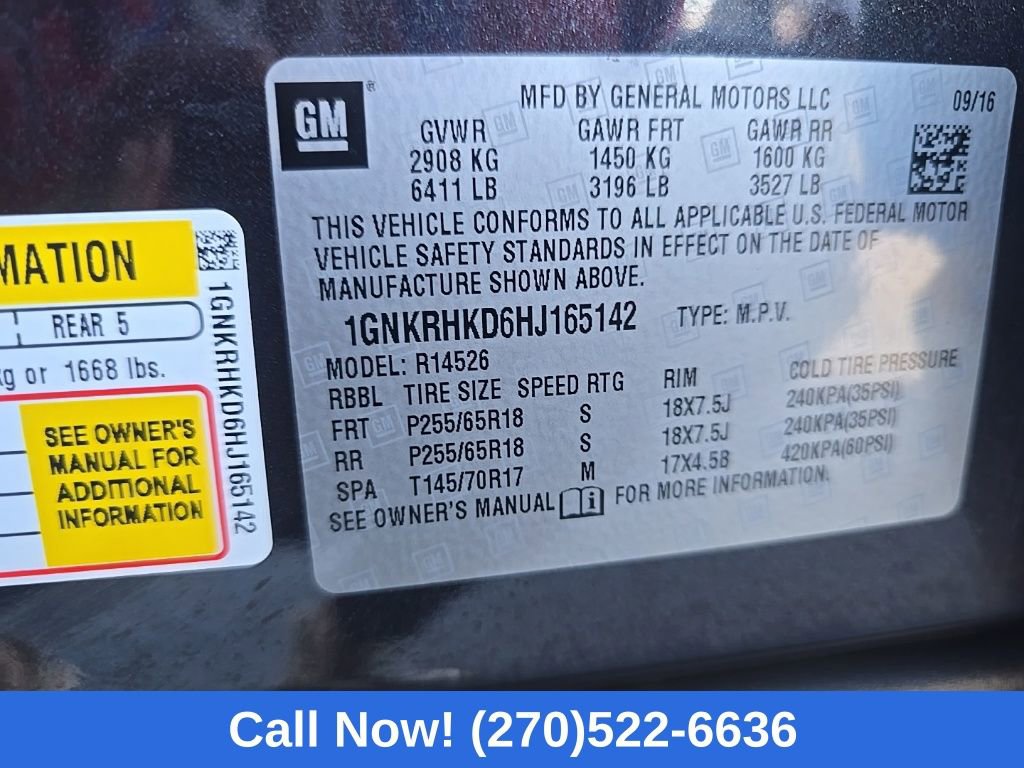 GM
®
MFD BY GENERAL MOTORS LLC
09/16
GVWR GAWR FRT GAWR RR
2908 KG 1450 KG 1600 KG
6411 LB 3196 LB 3527 LB
THIS VEHICLE CONFORMS TO ALL APPLICABLE U.S. FEDERAL MOTOR
VEHICLE SAFETY STANDARDS IN EFFECT ON THE DATE OF
MANUFACTURE SHOWN ABOVE.
1GNKRHKD6HJ165142 TYPE: M.P.V.
MODEL: R14526
RBBL TIRE SIZE SPEED RTG RIM COLD TIRE PRESSURE
FRT P255/65R18 S 18X7.5J 240KPA(35PSI)
RR P255/65R18 S 18X7.5J 240KPA(35PSI)
SPA T145/70R17 M 17X4.5B 420KPA(60PSI)
SEE OWNER'S MANUAL i FOR MORE INFORMATION.
MATION
REAR 5
kg or 1668 lbs.
SEE OWNER'S
MANUAL FOR
ADDITIONAL
INFORMATION
1GNKRHKD6HJ165142
Call Now! (270)522-6636